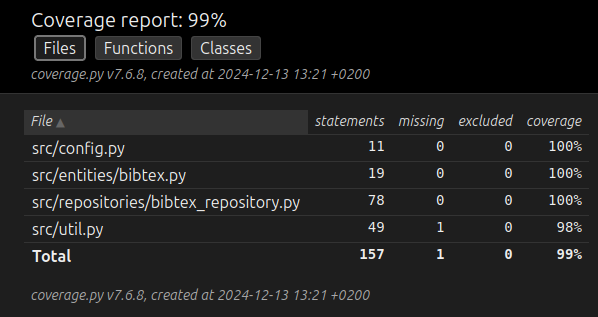 Coverage report: 99%
Files Functions Classes
coverage.py v7.6.8, created at 2024-12-13 13:21 +0200
File ▲ statements missing excluded coverage
src/config.py 11 0 0 100%
src/entities/bibtex.py 19 0 0 100%
src/repositories/bibtex_repository.py 78 0 0 100%
src/util.py 49 1 0 98%
Total 157 1 0 99%
coverage.py v7.6.8, created at 2024-12-13 13:21 +0200